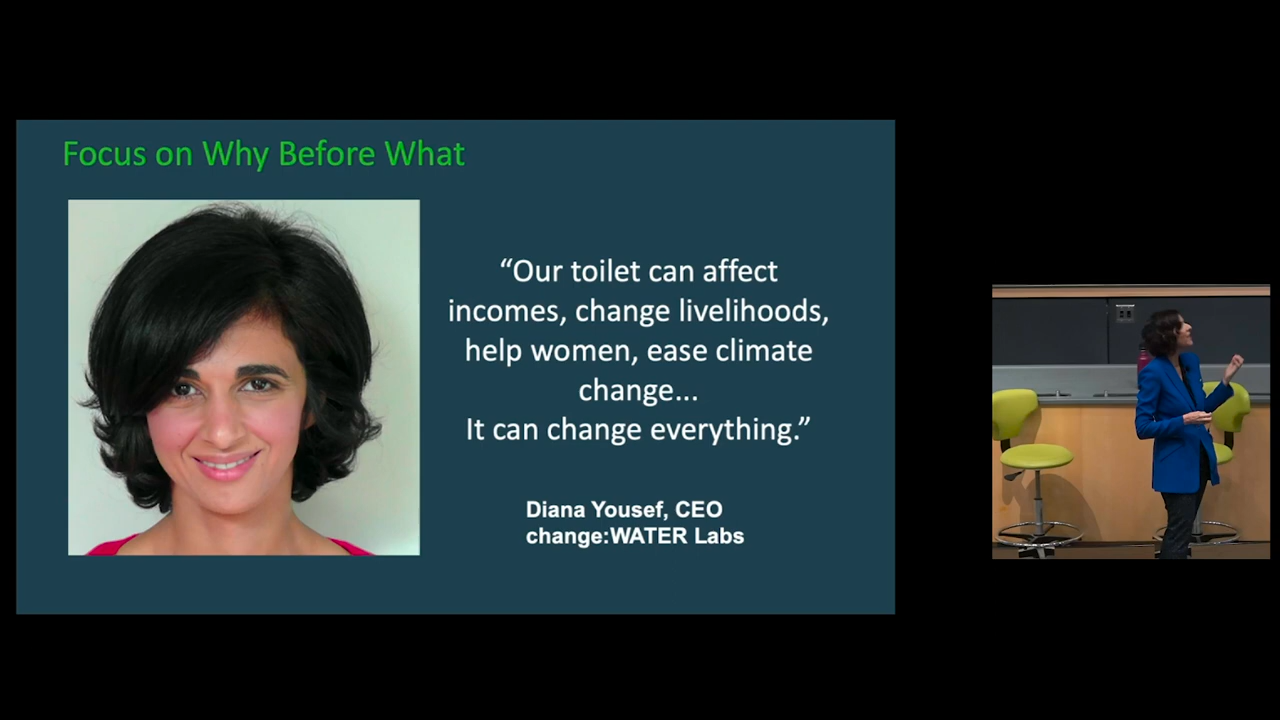 Focus on Why Before What
“Our toilet can affect
incomes, change livelihoods,
help women, ease climate
change...
It can change everything.”
Diana Yousef, CEO
change:WATER Labs